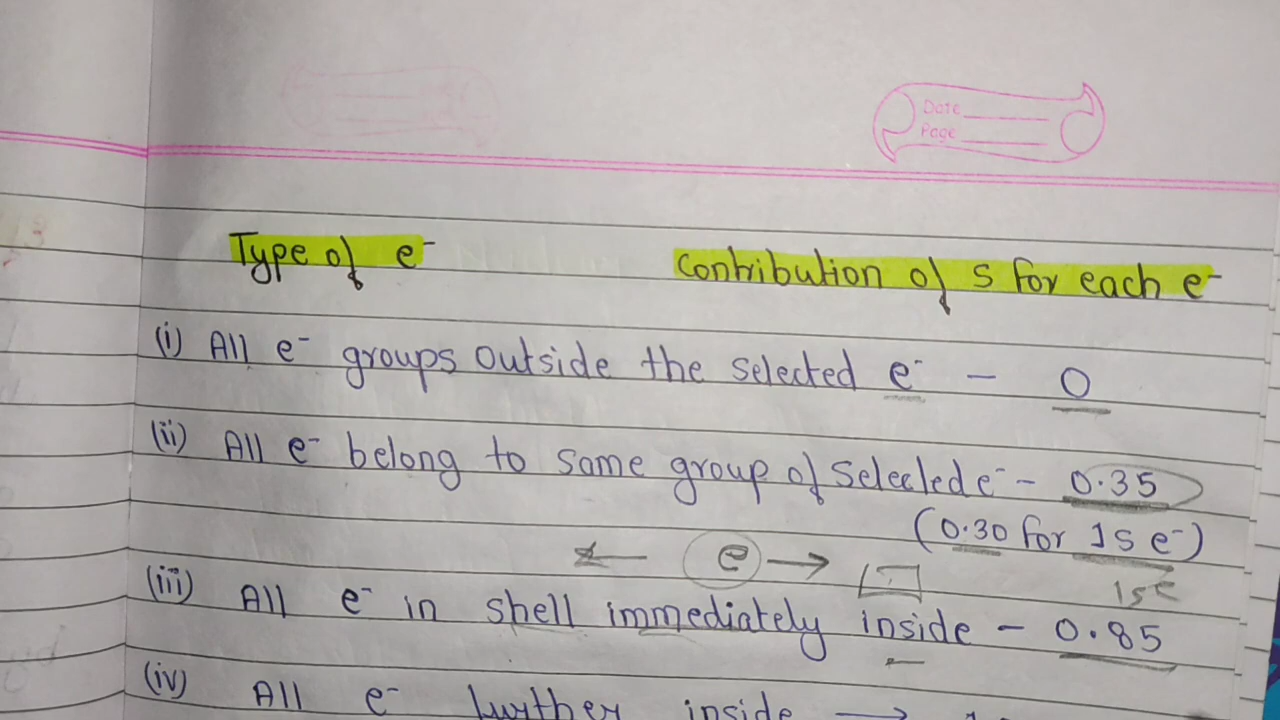 Date
Page
Type of e⁻ Contribution of S for each e⁻
(i) All e⁻ groups outside the selected e⁻ - 0
(ii) All e⁻ belong to same group of selected e⁻ - 0.35
(0.30 for 1s e⁻)
← e →
(iii) All e⁻ in shell immediately inside - 0.85
(iv) All e⁻ further inside →